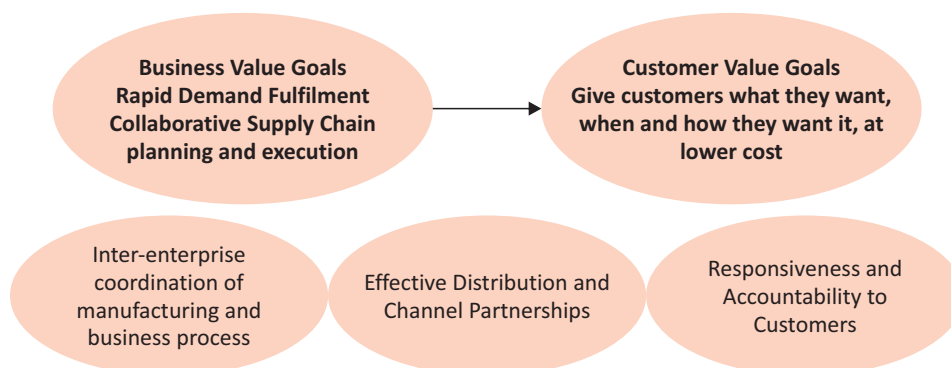 Business Value Goals
Rapid Demand Fulfilment
Collaborative Supply Chain
planning and execution
Customer Value Goals
Give customers what they want,
when and how they want it, at
lower cost
Inter-enterprise
coordination of
manufacturing and
business process
Effective Distribution and
Channel Partnerships
Responsiveness and
Accountability to
Customers